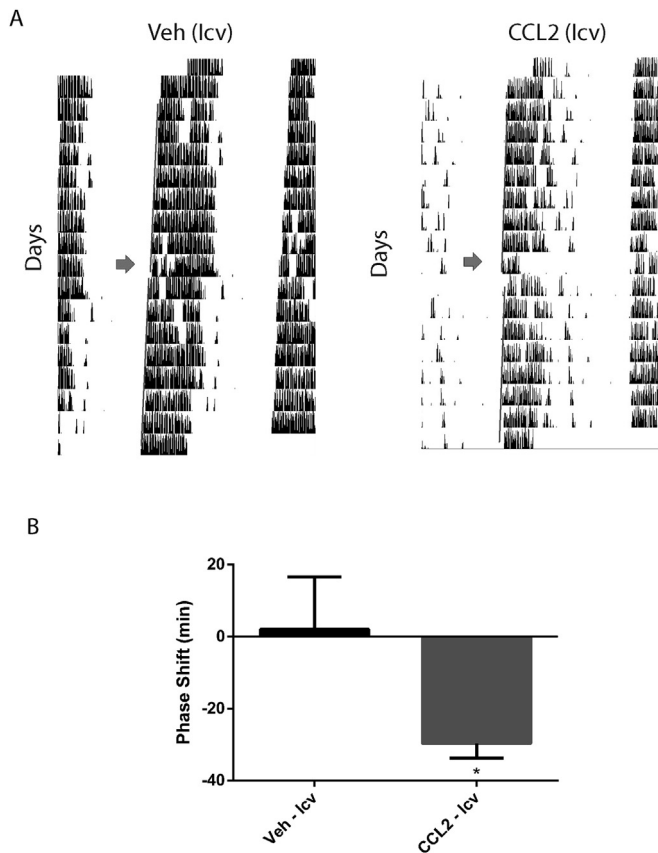 A
Veh (Icv)
CCL2 (Icv)
Days
Days
B
Phase Shift (min)
20
0
-20
-40
*
Veh - Icv
CCL2 - Icv